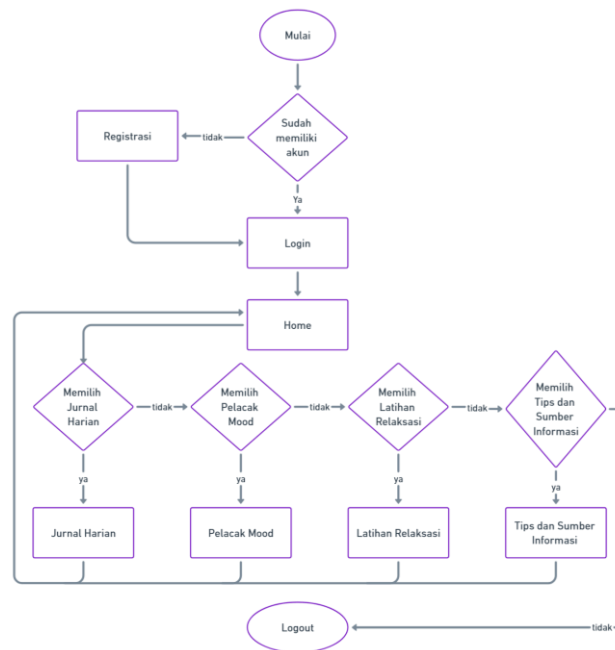 Mulai
Sudah
memiliki
akun
tidak
Registrasi
Ya
Login
Home
Memilih
Jurnal
Harian
tidak
Memilih
Pelacak
Mood
tidak
Memilih
Latihan
Relaksasi
tidak
Memilih
Tips dan
Sumber
Informasi
ya
ya
ya
ya
Jurnal Harian
Pelacak Mood
Latihan Relaksasi
Tips dan Sumber
Informasi
Logout
tidak